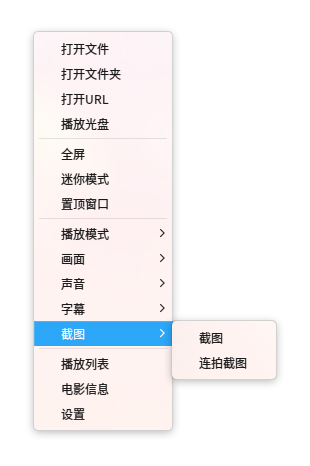 打开文件
打开文件夹
打开URL
播放光盘
全屏
迷你模式
置顶窗口
播放模式
画面
声音
字幕
截图
截图
连拍截图
播放列表
电影信息
设置